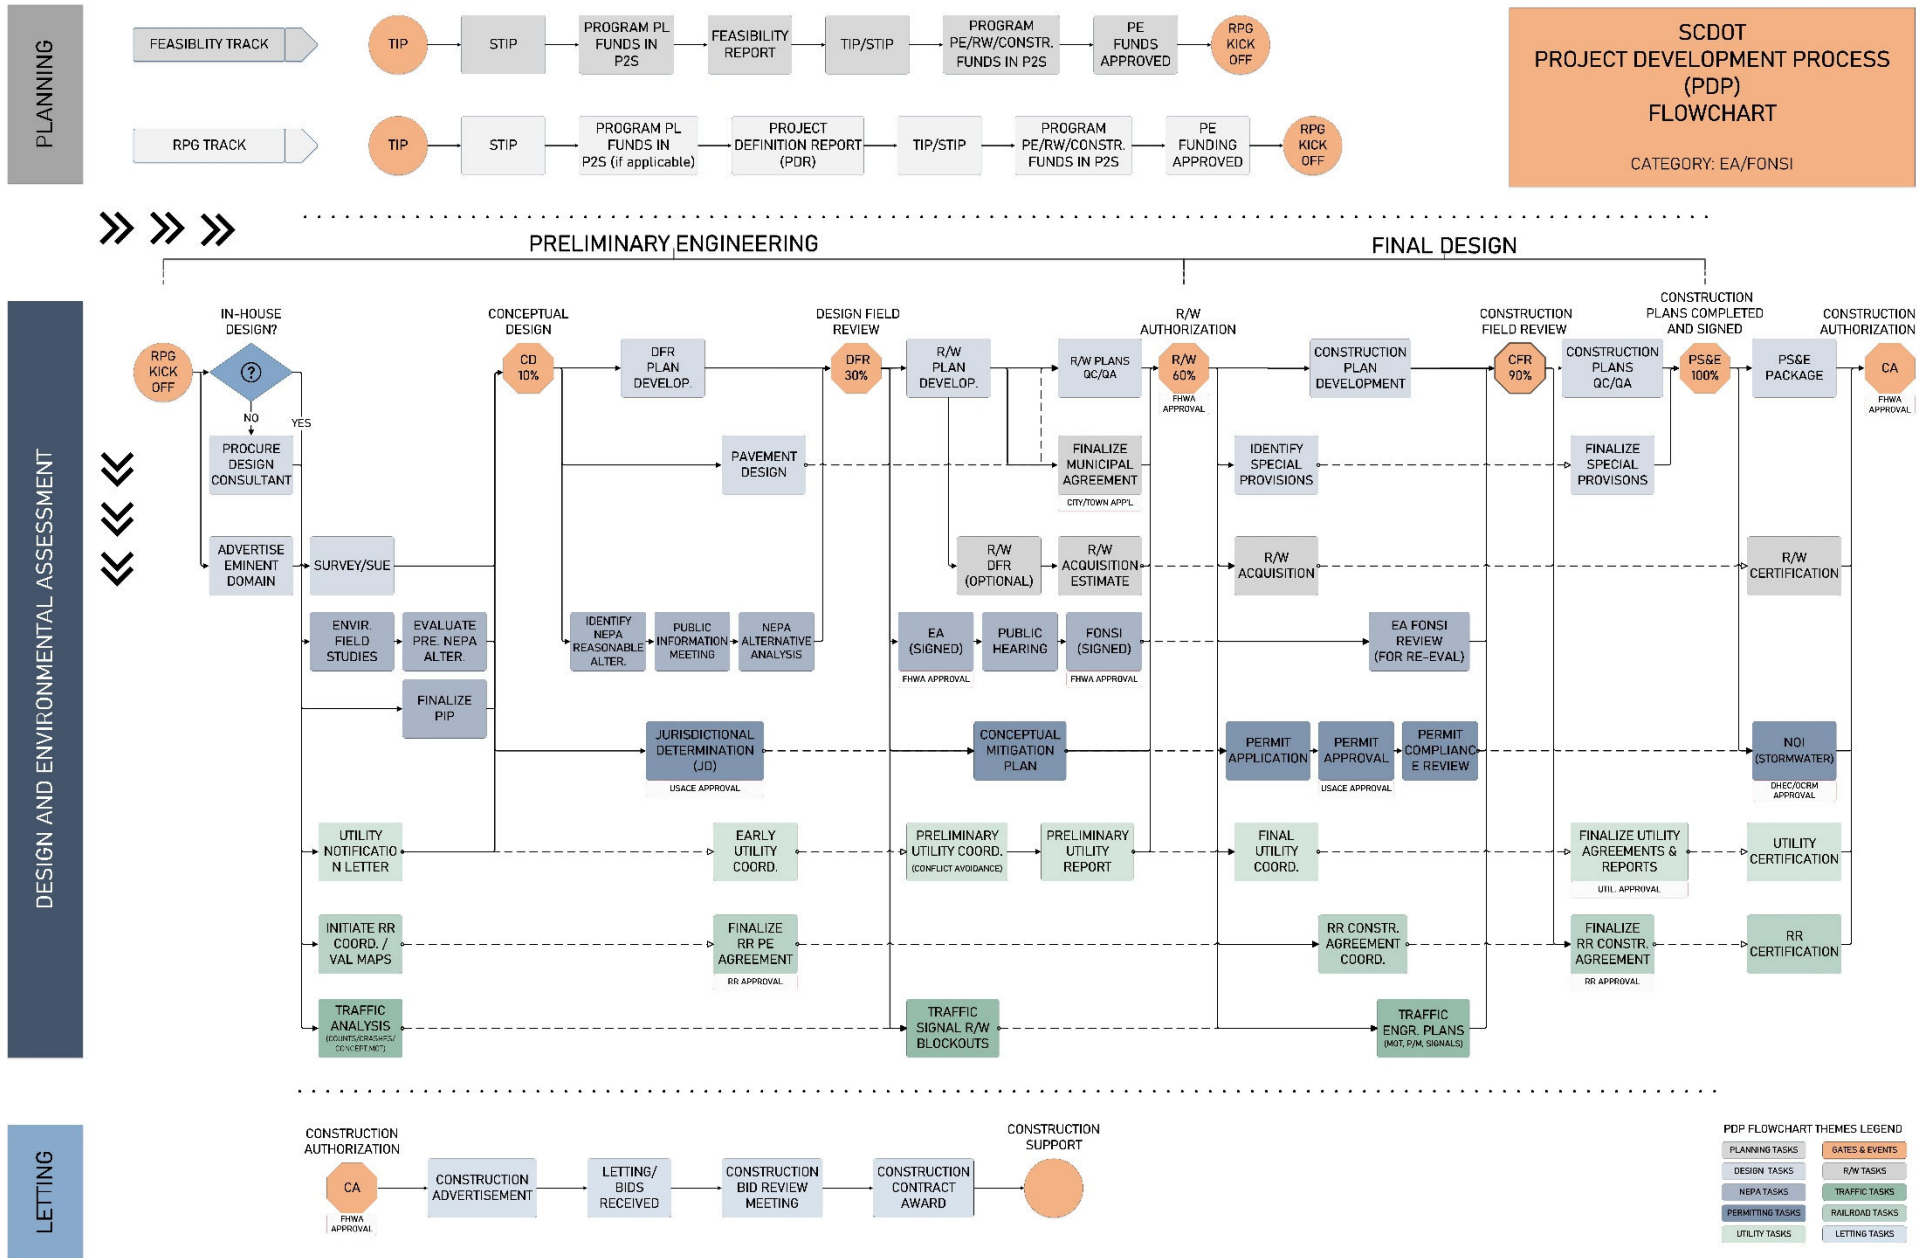 PLANNING
FEASIBLITY TRACK
TIP
STIP
PROGRAM PL
FUNDS IN
P2S
FEASIBILITY
REPORT
TIP/STIP
PROGRAM
PE/RW/CONSTR.
FUNDS IN P2S
PE
FUNDS
APPROVED
RPG
KICK
OFF
SCDOT
PROJECT DEVELOPMENT PROCESS
(PDP)
FLOWCHART
CATEGORY: EA/FONSI
RPG TRACK
TIP
STIP
PROGRAM PL
FUNDS IN
P2S (if applicable)
PROJECT
DEFINITION REPORT
(PDR)
TIP/STIP
PROGRAM
PE/RW/CONSTR.
FUNDS IN P2S
PE
FUNDING
APPROVED
RPG
KICK
OFF
PRELIMINARY ENGINEERING
FINAL DESIGN
DESIGN AND ENVIRONMENTAL ASSESSMENT
IN-HOUSE
DESIGN?
CONCEPTUAL
DESIGN
DESIGN FIELD
REVIEW
R/W
AUTHORIZATION
CONSTRUCTION
FIELD REVIEW
CONSTRUCTION
PLANS COMPLETED
AND SIGNED
CONSTRUCTION
AUTHORIZATION
RPG
KICK
OFF
?
NO
YES
CD
10%
DFR
PLAN
DEVELOP.
DFR
30%
R/W
PLAN
DEVELOP.
R/W PLANS
QC/QA
R/W
60%
FHWA
APPROVAL
CONSTRUCTION
PLAN
DEVELOPMENT
CFR
90%
CONSTRUCTION
PLANS
QC/QA
PS&E
100%
PS&E
PACKAGE
CA
FHWA
APPROVAL
PROCURE
DESIGN
CONSULTANT
PAVEMENT
DESIGN
FINALIZE
MUNICIPAL
AGREEMENT
CITY/TOWN APP'L
IDENTIFY
SPECIAL
PROVISIONS
FINALIZE
SPECIAL
PROVISONS
ADVERTISE
EMINENT
DOMAIN
SURVEY/SUE
R/W
DFR
(OPTIONAL)
R/W
ACQUISITION
ESTIMATE
R/W
ACQUISITION
R/W
CERTIFICATION
ENVIR.
FIELD
STUDIES
EVALUATE
PRE. NEPA
ALTER.
IDENTIFY
NEPA
REASONABLE
ALTER.
PUBLIC
INFORMATION
MEETING
NEPA
ALTERNATIVE
ANALYSIS
EA
(SIGNED)
FHWA APPROVAL
PUBLIC
HEARING
FONSI
(SIGNED)
FHWA APPROVAL
EA FONSI
REVIEW
(FOR RE-EVAL)
FINALIZE
PIP
JURISDICTIONAL
DETERMINATION
(JD)
USACE APPROVAL
CONCEPTUAL
MITIGATION
PLAN
PERMIT
APPLICATION
PERMIT
APPROVAL
USACE APPROVAL
PERMIT
COMPLIANC
E REVIEW
NOI
(STORMWATER)
DHEC/OCRM
APPROVAL
UTILITY
NOTIFICATIO
N LETTER
EARLY
UTILITY
COORD.
PRELIMINARY
UTILITY COORD.
(CONFLICT AVOIDANCE)
PRELIMINARY
UTILITY
REPORT
FINAL
UTILITY
COORD.
FINALIZE UTILITY
AGREEMENTS &
REPORTS
UTIL. APPROVAL
UTILITY
CERTIFICATION
INITIATE RR
COORD. /
VAL MAPS
FINALIZE
RR PE
AGREEMENT
RR APPROVAL
RR CONSTR.
AGREEMENT
COORD.
FINALIZE
RR CONSTR.
AGREEMENT
RR APPROVAL
RR
CERTIFICATION
TRAFFIC
ANALYSIS
(COUNTS/CRASHES/
CONCEPT.MOT)
TRAFFIC
SIGNAL R/W
BLOCKOUTS
TRAFFIC
ENGR. PLANS
(MOT, P/M, SIGNALS)
LETTING
CONSTRUCTION
AUTHORIZATION
CA
FHWA
APPROVAL
CONSTRUCTION
ADVERTISEMENT
LETTING/
BIDS
RECEIVED
CONSTRUCTION
BID REVIEW
MEETING
CONSTRUCTION
CONTRACT
AWARD
CONSTRUCTION
SUPPORT
PDP FLOWCHART THEMES LEGEND
PLANNING TASKS
GATES & EVENTS
DESIGN TASKS
R/W TASKS
NEPA TASKS
TRAFFIC TASKS
PERMITTING TASKS
RAILROAD TASKS
UTILITY TASKS
LETTING TASKS